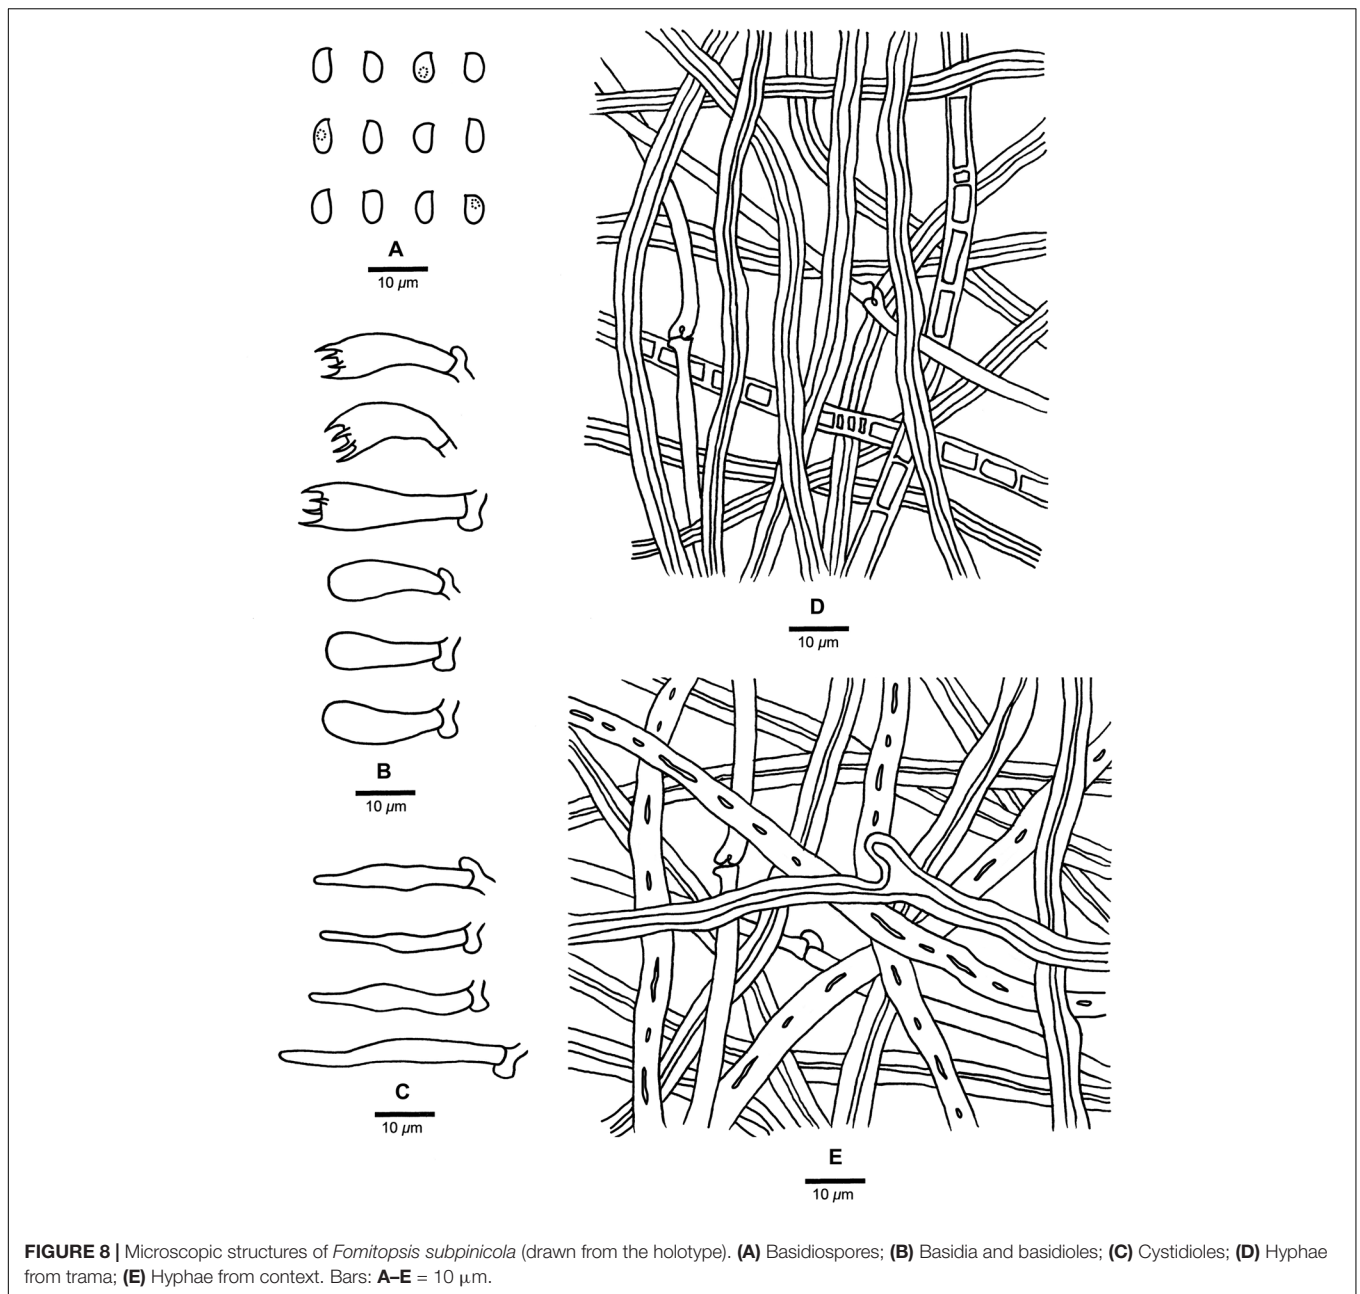 A
10 µm
B
10 µm
C
10 µm
D
10 µm
E
10 µm
FIGURE 8 | Microscopic structures of Fomitopsis subpinicola (drawn from the holotype). (A) Basidiospores; (B) Basidia and basidioles; (C) Cystidioles; (D) Hyphae
from trama; (E) Hyphae from context. Bars: A–E = 10 µm.